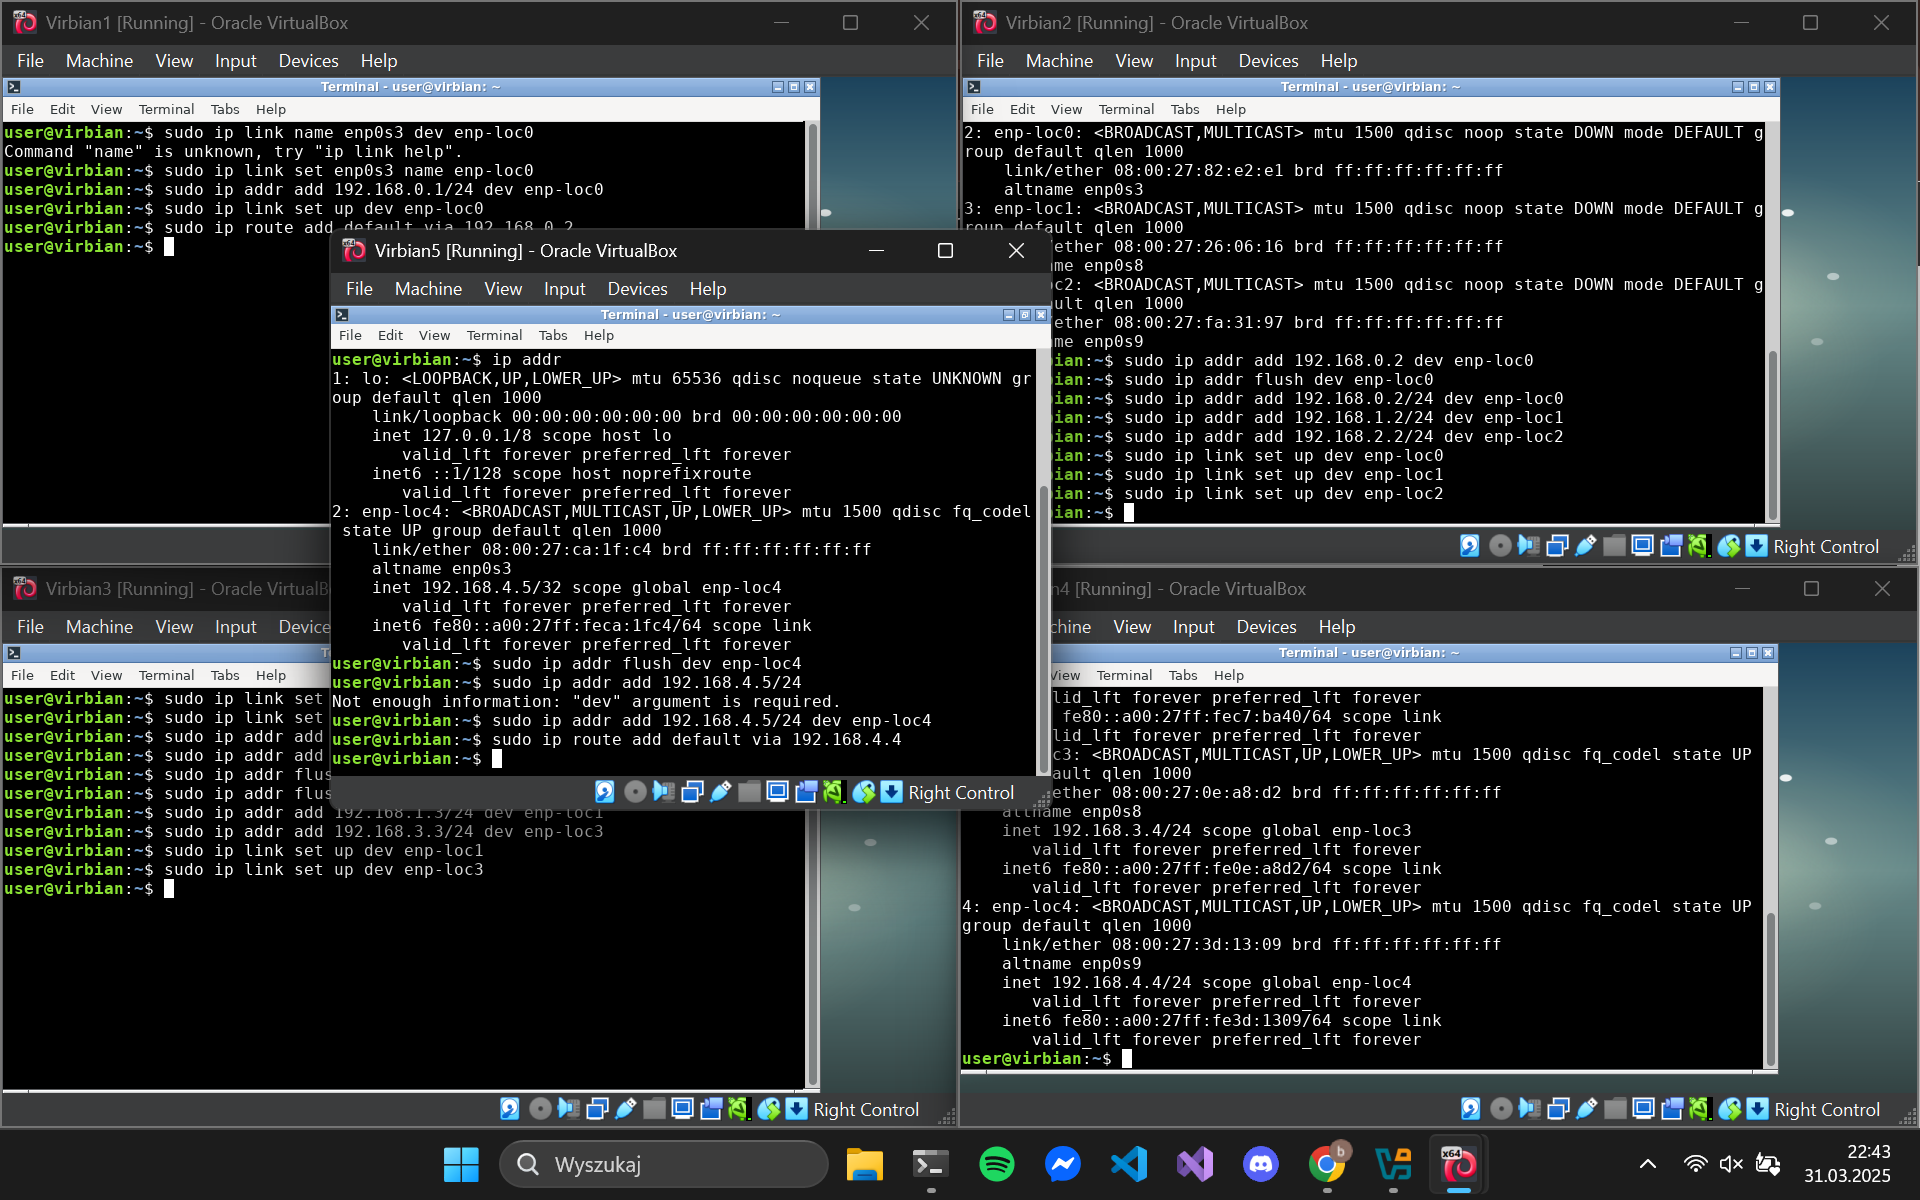 Virbian1 [Running] - Oracle VirtualBox
File Machine View Input Devices Help
Terminal - user@virbian: ~
File Edit View Terminal Tabs Help
user@virbian:~$ sudo ip link name enp0s3 dev enp-loc0
Command "name" is unknown, try "ip link help".
user@virbian:~$ sudo ip link set enp0s3 name enp-loc0
user@virbian:~$ sudo ip addr add 192.168.0.1/24 dev enp-loc0
user@virbian:~$ sudo ip link set up dev enp-loc0
user@virbian:~$ sudo ip route add default via 192.168.0.2
user@virbian:~$
Virbian2 [Running] - Oracle VirtualBox
File Machine View Input Devices Help
Terminal - user@virbian: ~
File Edit View Terminal Tabs Help
2: enp-loc0: <BROADCAST,MULTICAST> mtu 1500 qdisc noop state DOWN mode DEFAULT g
roup default qlen 1000
link/ether 08:00:27:82:e2:e1 brd ff:ff:ff:ff:ff:ff
altname enp0s3
3: enp-loc1: <BROADCAST,MULTICAST> mtu 1500 qdisc noop state DOWN mode DEFAULT g
roup default qlen 1000
ether 08:00:27:26:06:16 brd ff:ff:ff:ff:ff:ff
me enp0s8
oc2: <BROADCAST,MULTICAST> mtu 1500 qdisc noop state DOWN mode DEFAULT g
ault qlen 1000
ether 08:00:27:fa:31:97 brd ff:ff:ff:ff:ff:ff
me enp0s9
ian:~$ sudo ip addr add 192.168.0.2 dev enp-loc0
ian:~$ sudo ip addr flush dev enp-loc0
ian:~$ sudo ip addr add 192.168.0.2/24 dev enp-loc0
ian:~$ sudo ip addr add 192.168.1.2/24 dev enp-loc1
ian:~$ sudo ip addr add 192.168.2.2/24 dev enp-loc2
ian:~$ sudo ip link set up dev enp-loc0
ian:~$ sudo ip link set up dev enp-loc1
ian:~$ sudo ip link set up dev enp-loc2
ian:~$
Right Control
Virbian5 [Running] - Oracle VirtualBox
File Machine View Input Devices Help
Terminal - user@virbian: ~
File Edit View Terminal Tabs Help
user@virbian:~$ ip addr
1: lo: <LOOPBACK,UP,LOWER_UP> mtu 65536 qdisc noqueue state UNKNOWN gr
oup default qlen 1000
link/loopback 00:00:00:00:00:00 brd 00:00:00:00:00:00
inet 127.0.0.1/8 scope host lo
valid_lft forever preferred_lft forever
inet6 ::1/128 scope host noprefixroute
valid_lft forever preferred_lft forever
2: enp-loc4: <BROADCAST,MULTICAST,UP,LOWER_UP> mtu 1500 qdisc fq_codel
state UP group default qlen 1000
link/ether 08:00:27:ca:1f:c4 brd ff:ff:ff:ff:ff:ff
altname enp0s3
inet 192.168.4.5/32 scope global enp-loc4
valid_lft forever preferred_lft forever
inet6 fe80::a00:27ff:feca:1fc4/64 scope link
valid_lft forever preferred_lft forever
user@virbian:~$ sudo ip addr flush dev enp-loc4
user@virbian:~$ sudo ip addr add 192.168.4.5/24
Not enough information: "dev" argument is required.
user@virbian:~$ sudo ip addr add 192.168.4.5/24 dev enp-loc4
user@virbian:~$ sudo ip route add default via 192.168.4.4
user@virbian:~$
Right Control
Virbian3 [Running] - Oracle
File Machine View Input Device
File Edit View Terminal Tabs Help
user@virbian:~$ sudo ip link set
user@virbian:~$ sudo ip link set
user@virbian:~$ sudo ip addr add
user@virbian:~$ sudo ip addr add
user@virbian:~$ sudo ip addr flus
user@virbian:~$ sudo ip addr flus
user@virbian:~$ sudo ip addr add 192.168.1.3/24 dev enp-loc1
user@virbian:~$ sudo ip addr add 192.168.3.3/24 dev enp-loc3
user@virbian:~$ sudo ip link set up dev enp-loc1
user@virbian:~$ sudo ip link set up dev enp-loc3
user@virbian:~$
Right Control
n4 [Running] - Oracle VirtualBox
chine View Input Devices Help
Terminal - user@virbian: ~
View Terminal Tabs Help
lid_lft forever preferred_lft forever
fe80::a00:27ff:fec7:ba40/64 scope link
lid_lft forever preferred_lft forever
c3: <BROADCAST,MULTICAST,UP,LOWER_UP> mtu 1500 qdisc fq_codel state UP
ault qlen 1000
ether 08:00:27:0e:a8:d2 brd ff:ff:ff:ff:ff:ff
altname enp0s8
inet 192.168.3.4/24 scope global enp-loc3
valid_lft forever preferred_lft forever
inet6 fe80::a00:27ff:fe0e:a8d2/64 scope link
valid_lft forever preferred_lft forever
4: enp-loc4: <BROADCAST,MULTICAST,UP,LOWER_UP> mtu 1500 qdisc fq_codel state UP
group default qlen 1000
link/ether 08:00:27:3d:13:09 brd ff:ff:ff:ff:ff:ff
altname enp0s9
inet 192.168.4.4/24 scope global enp-loc4
valid_lft forever preferred_lft forever
inet6 fe80::a00:27ff:fe3d:1309/64 scope link
valid_lft forever preferred_lft forever
user@virbian:~$
Right Control
Wyszukaj
b
x64
22:43
31.03.2025